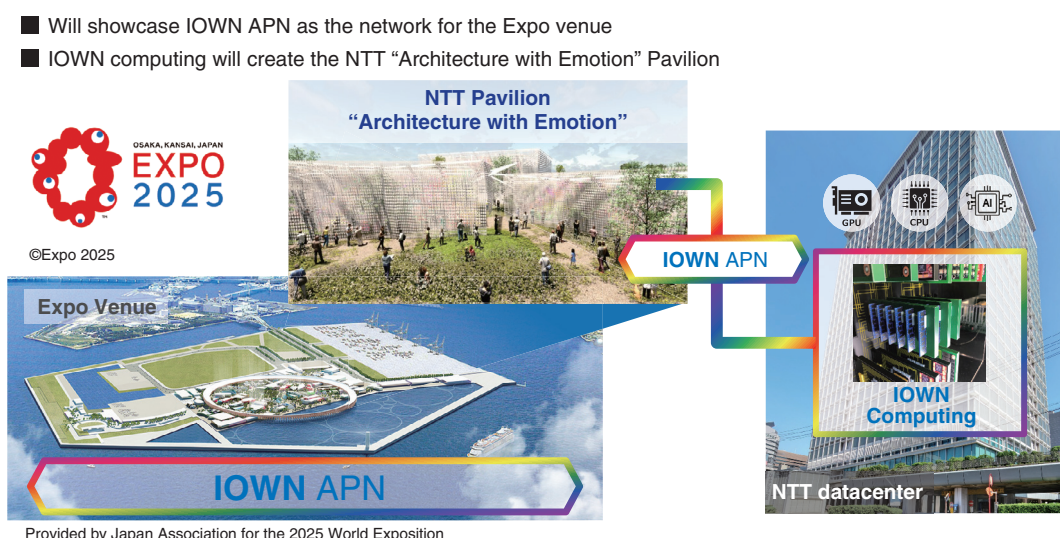 ■ Will showcase IOWN APN as the network for the Expo venue
■ IOWN computing will create the NTT “Architecture with Emotion” Pavilion
NTT Pavilion
“Architecture with Emotion”
OSAKA, KANSAI, JAPAN
EXPO
2025
™
©Expo 2025
GPU
CPU
AI
IOWN APN
Expo Venue
IOWN
Computing
IOWN APN
NTT datacenter
Provided by Japan Association for the 2025 World Exposition